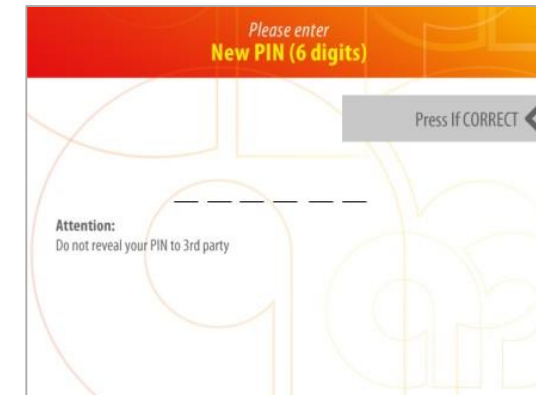 Please enter
New PIN (6 digits)
Press If CORRECT
Attention:
Do not reveal your PIN to 3rd party